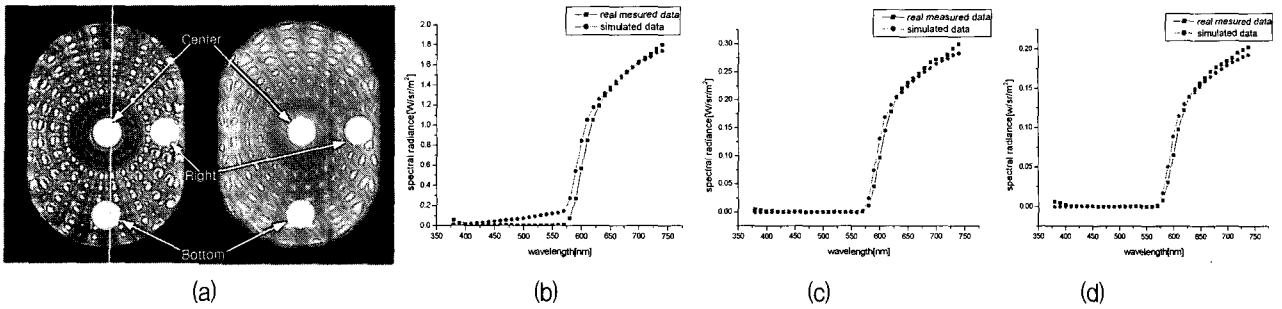 Center
Right
Bottom
(a)
real mesured data
simulated data
spectral radiance[W/sr/m²]
2.0
1.8
1.6
1.4
1.2
1.0
0.8
0.6
0.4
0.2
0.0
350 400 450 500 550 600 650 700 750
wavelength[nm]
(b)
real measured data
simulated data
spectral radiance[W/sr/m²]
0.30
0.25
0.20
0.15
0.10
0.05
0.00
350 400 450 500 550 600 650 700 750
wavelength[nm]
(c)
real measured data
simulated data
spectral radiance[w/sr/m²]
0.20
0.15
0.10
0.05
0.00
350 400 450 500 550 600 650 700 750
wavelength[nm]
(d)